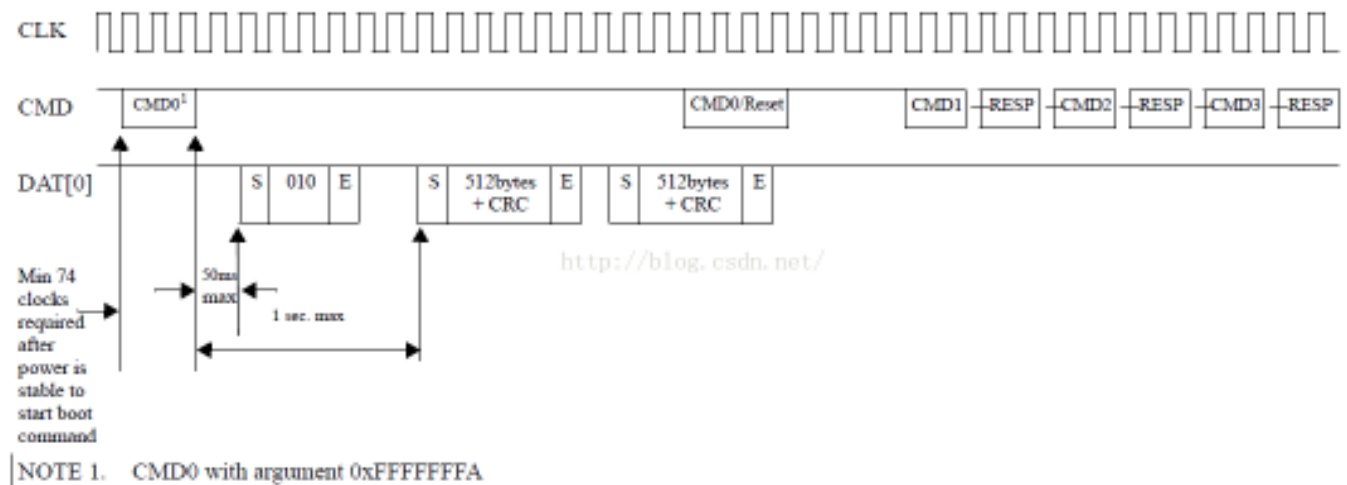 CLK
CMD
CMD0¹
CMD0/Reset
CMD1
RESP
CMD2
RESP
CMD3
RESP
DAT[0]
S
010
E
S
512bytes
+ CRC
E
S
512bytes
+ CRC
E
http://blog.csdn.net/
Min 74
clocks
required
after
power is
stable to
start boot
command
50ms
max
1 sec. max
NOTE 1. CMD0 with argument 0xFFFFFFFA